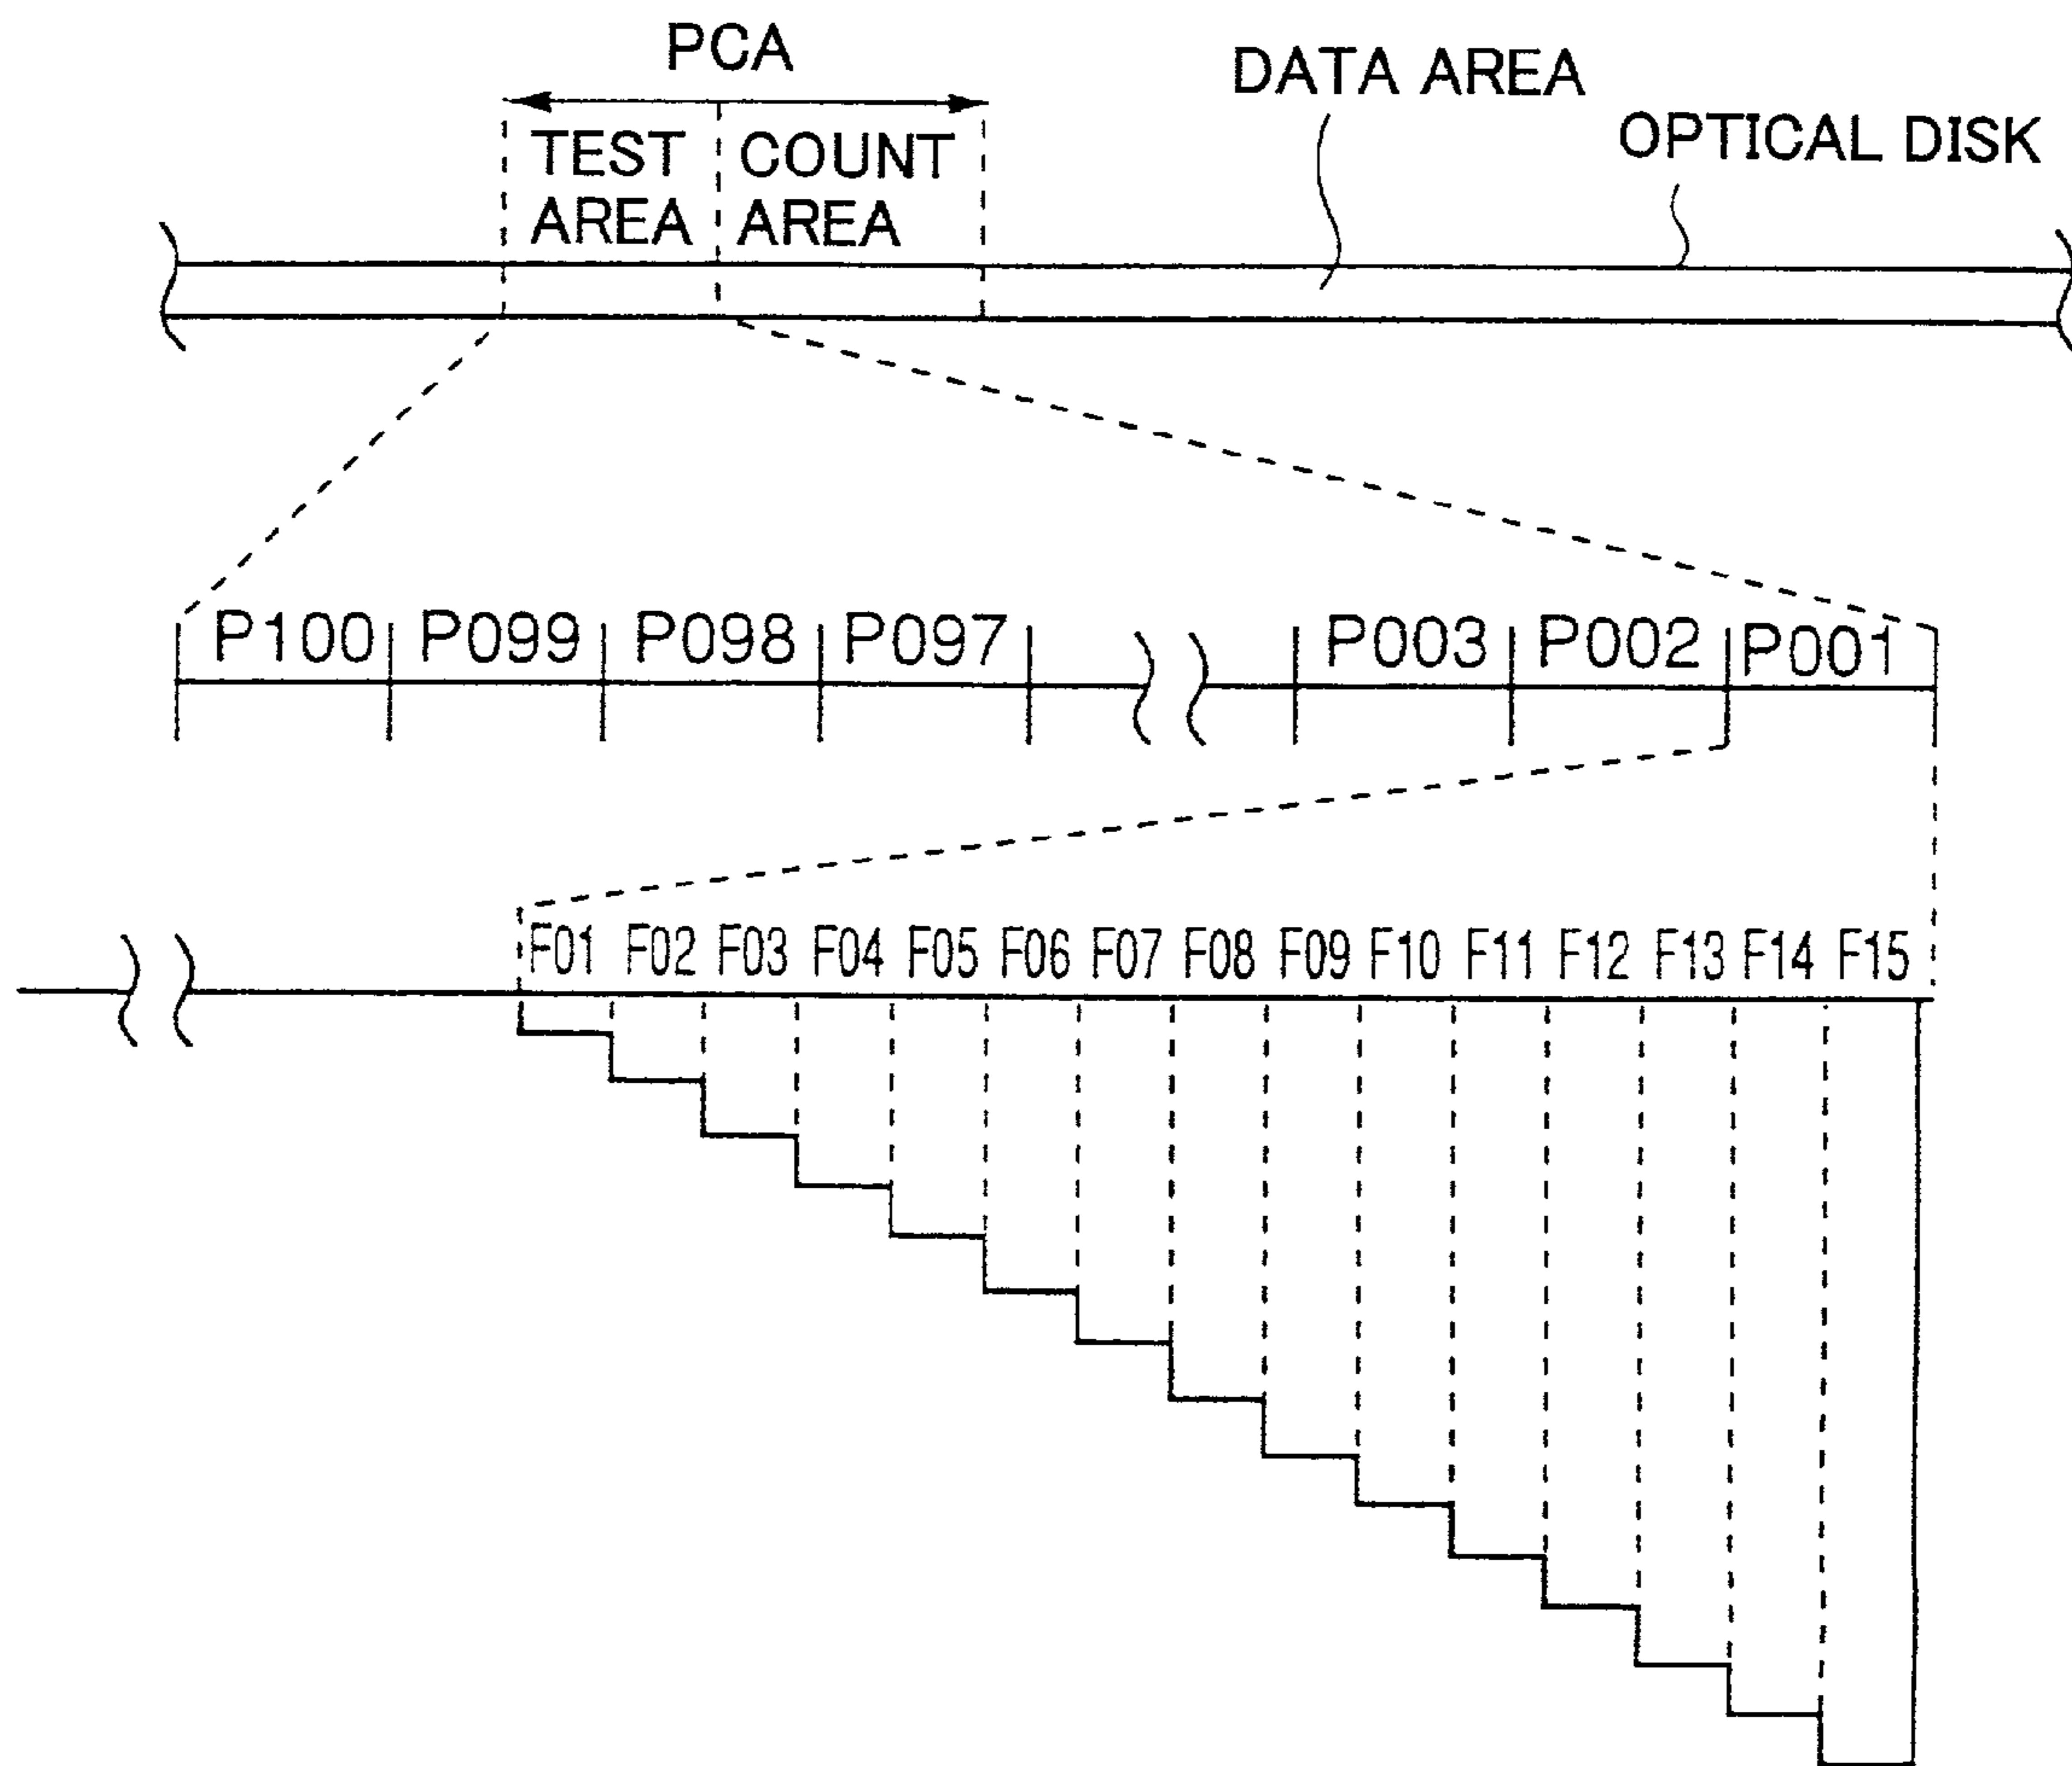 PCA
DATA AREA
OPTICAL DISK
TEST AREA
COUNT AREA
P100 P099 P098 P097 P003 P002 P001
F01 F02 F03 F04 F05 F06 F07 F08 F09 F10 F11 F12 F13 F14 F15